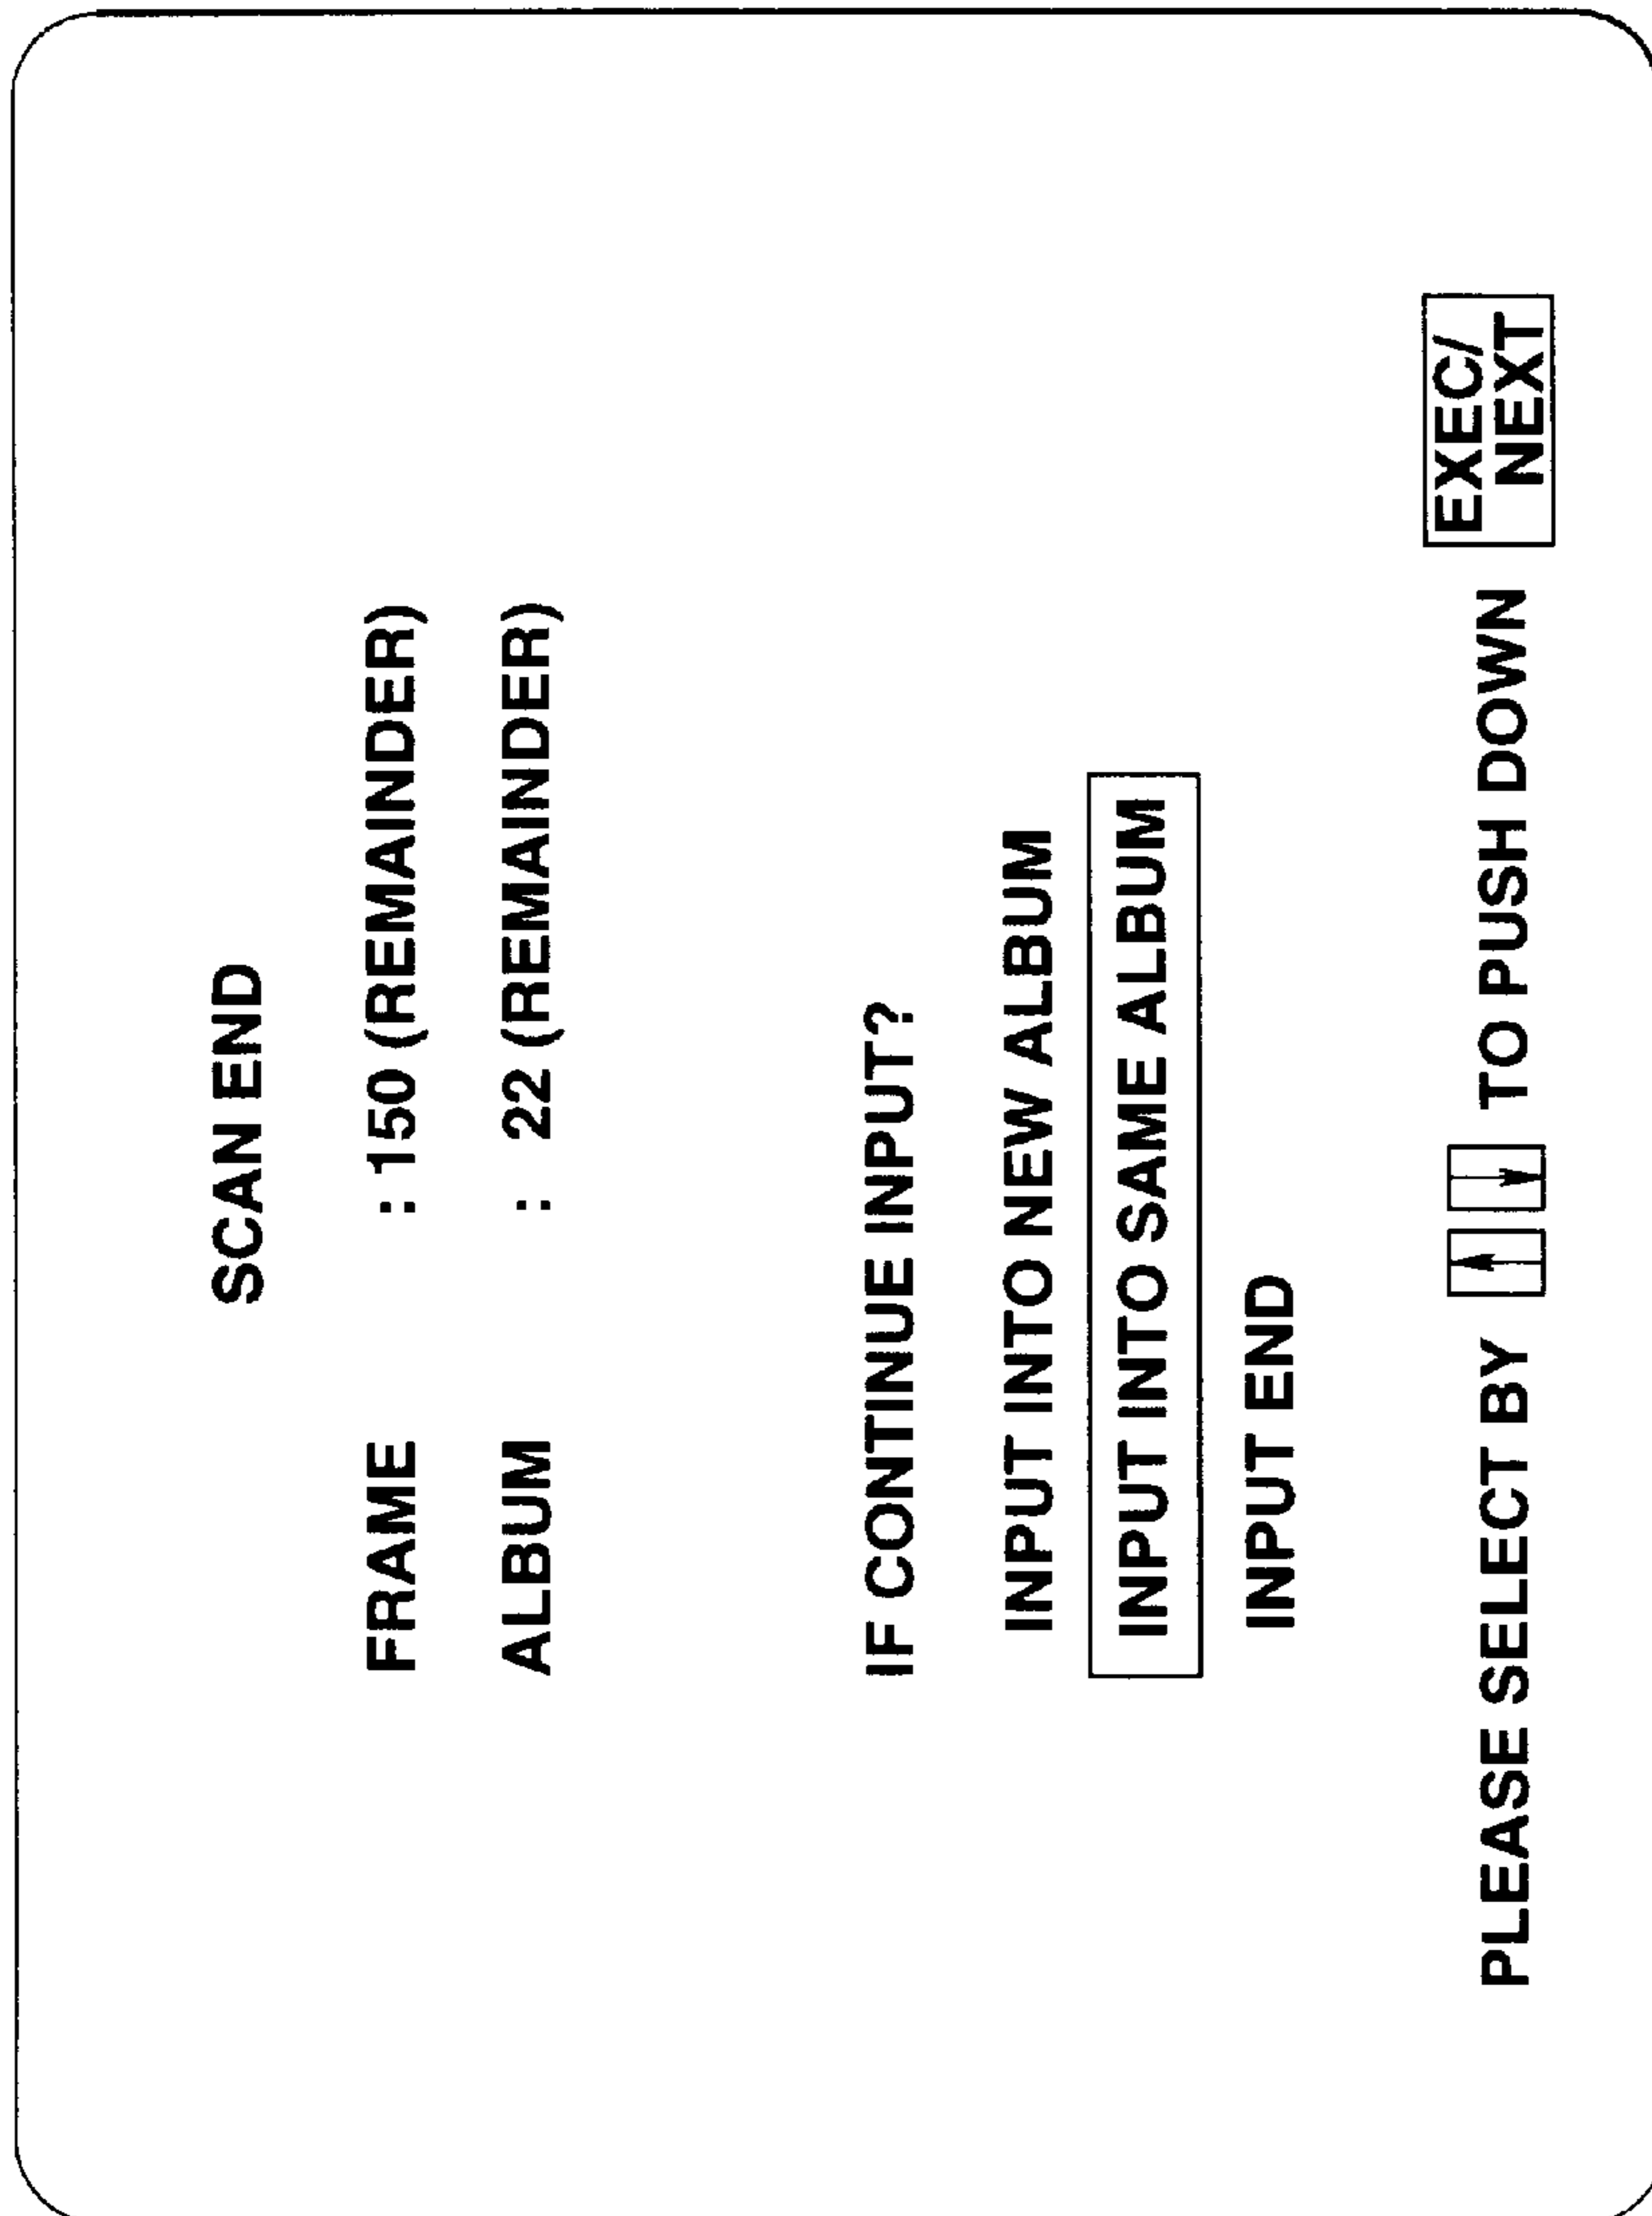 SCAN END
FRAME : 150 (REMAINDER)
ALBUM : 22 (REMAINDER)
IF CONTINUE INPUT?
INPUT INTO NEW ALBUM
INPUT INTO SAME ALBUM
INPUT END
PLEASE SELECT BY ↑ ↓ TO PUSH DOWN EXEC/
NEXT